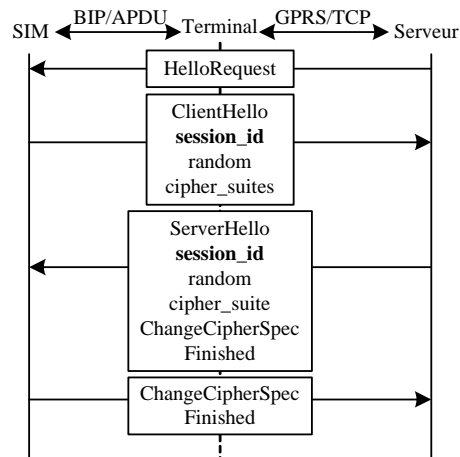 SIM BIP/APDU Terminal GPRS/TCP Serveur
HelloRequest
ClientHello
session_id
random
cipher_suites
ServerHello
session_id
random
cipher_suite
ChangeCipherSpec
Finished
ChangeCipherSpec
Finished